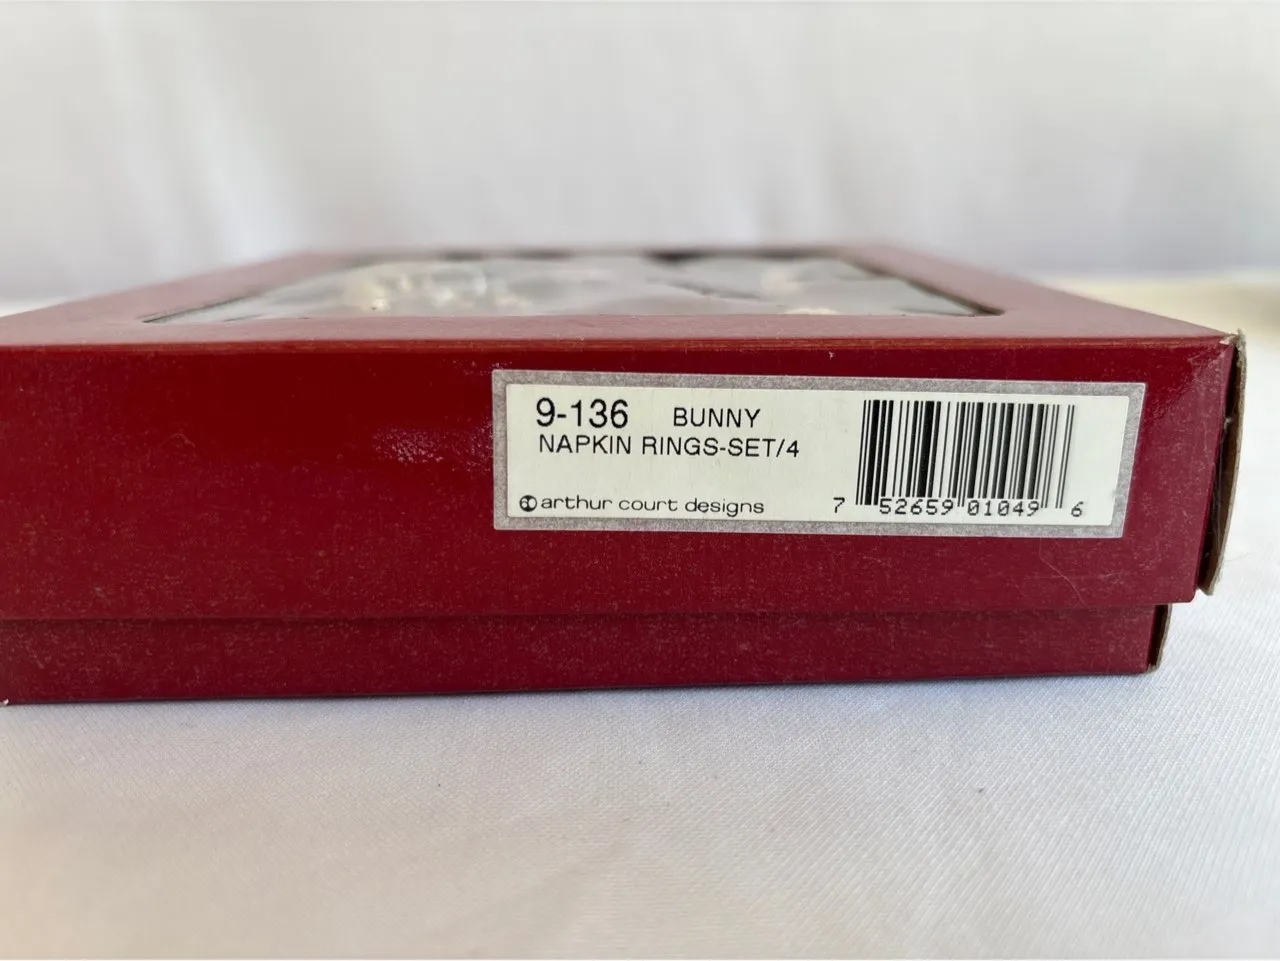 9-136 BUNNY
NAPKIN RINGS-SET/4
arthur court designs
7 52659 01049 6